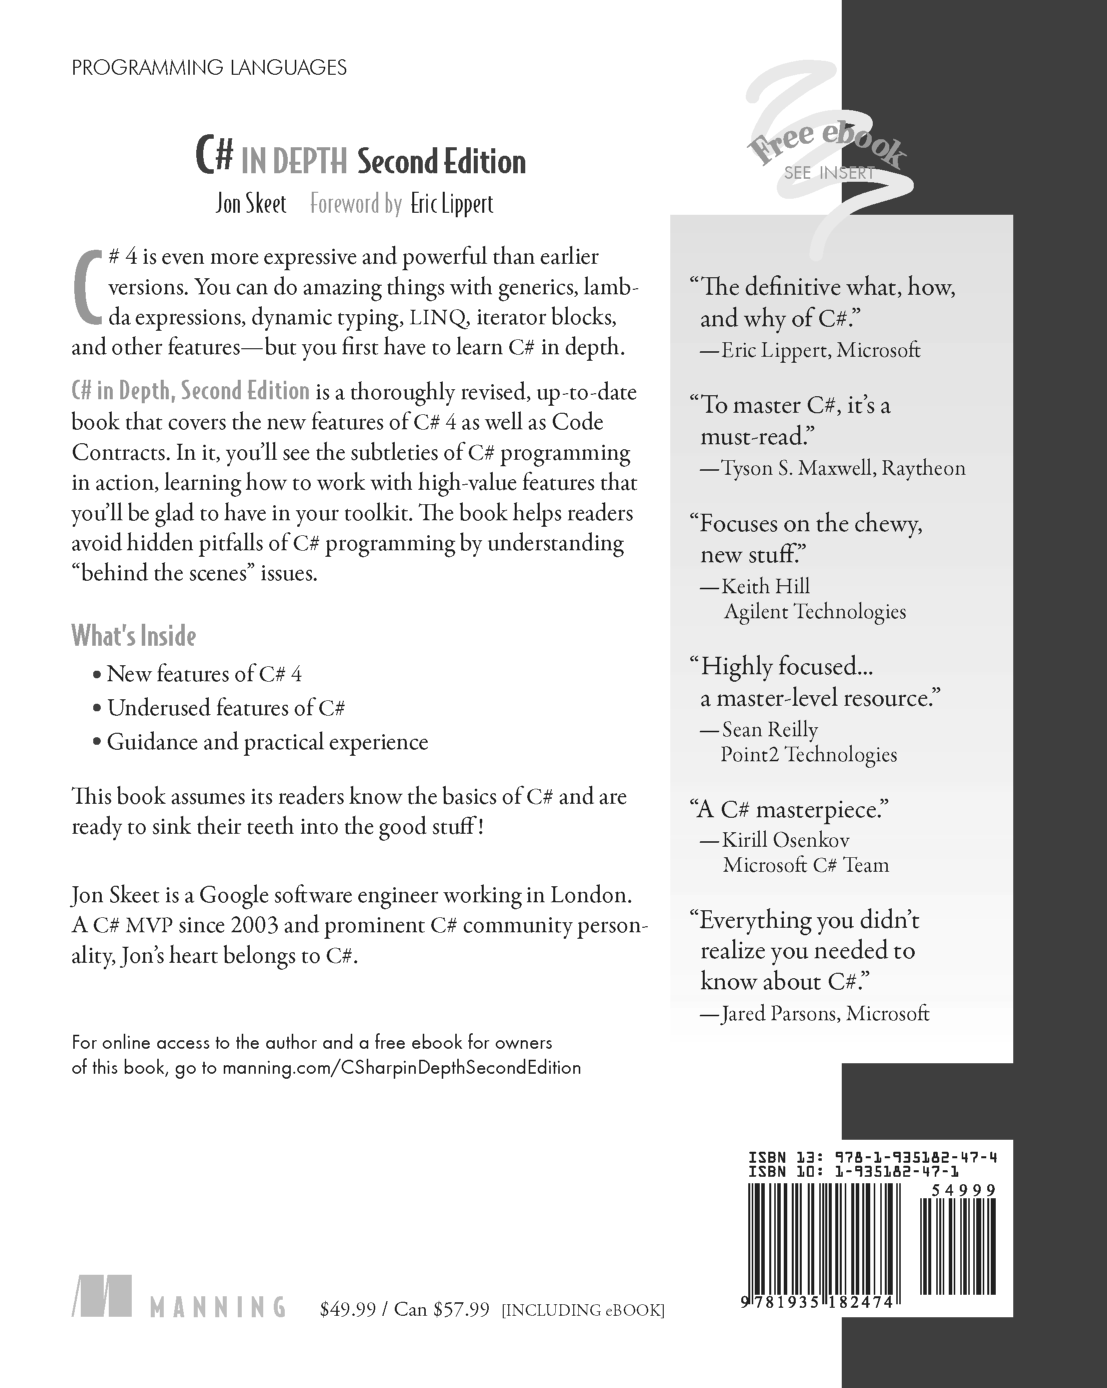 PROGRAMMING LANGUAGES
C# IN DEPTH Second Edition
Jon Skeet Foreword by Eric Lippert
C# 4 is even more expressive and powerful than earlier
versions. You can do amazing things with generics, lamb-
da expressions, dynamic typing, LINQ, iterator blocks,
and other features—but you first have to learn C# in depth.
C# in Depth, Second Edition is a thoroughly revised, up-to-date
book that covers the new features of C# 4 as well as Code
Contracts. In it, you’ll see the subtleties of C# programming
in action, learning how to work with high-value features that
you’ll be glad to have in your toolkit. The book helps readers
avoid hidden pitfalls of C# programming by understanding
“behind the scenes” issues.
What’s Inside
• New features of C# 4
• Underused features of C#
• Guidance and practical experience
This book assumes its readers know the basics of C# and are
ready to sink their teeth into the good stuff!
Jon Skeet is a Google software engineer working in London.
A C# MVP since 2003 and prominent C# community person-
ality, Jon’s heart belongs to C#.
For online access to the author and a free ebook for owners
of this book, go to manning.com/CSharpinDepthSecondEdition
MANNING
$49.99 / Can $57.99 [INCLUDING eBOOK]
Free ebook
SEE INSERT
“The definitive what, how,
and why of C#.”
—Eric Lippert, Microsoft
“To master C#, it’s a
must-read.”
—Tyson S. Maxwell, Raytheon
“Focuses on the chewy,
new stuff.”
—Keith Hill
Agilent Technologies
“Highly focused...
a master-level resource.”
—Sean Reilly
Point2 Technologies
“A C# masterpiece.”
—Kirill Osenkov
Microsoft C# Team
“Everything you didn’t
realize you needed to
know about C#.”
—Jared Parsons, Microsoft
ISBN 13: 978-1-935182-47-4
ISBN 10: 1-935182-47-1
54999
9 781935 182474